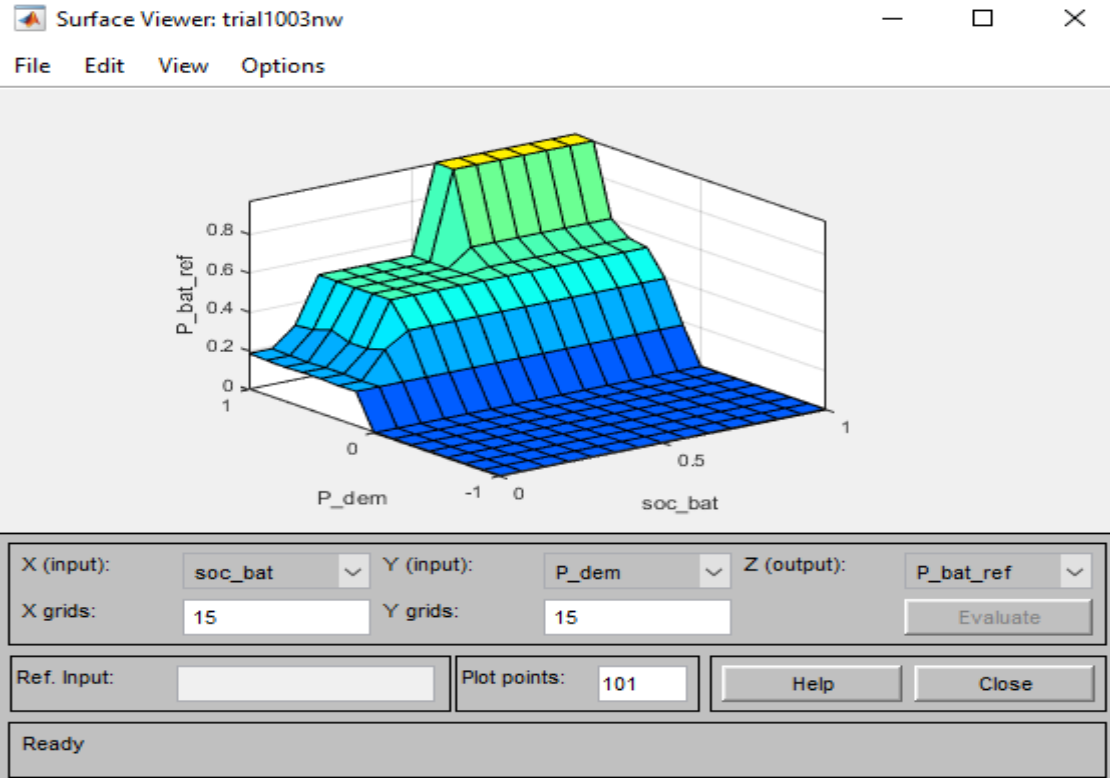 Surface Viewer: trial1003nw
File Edit View Options
0.8
0.6
0.4
0.2
0
P_bat_ref
1
0
-1
P_dem
0
0.5
1
soc_bat
X (input): soc_bat Y (input): P_dem Z (output): P_bat_ref
X grids: 15 Y grids: 15 Evaluate
Ref. Input: Plot points: 101 Help Close
Ready